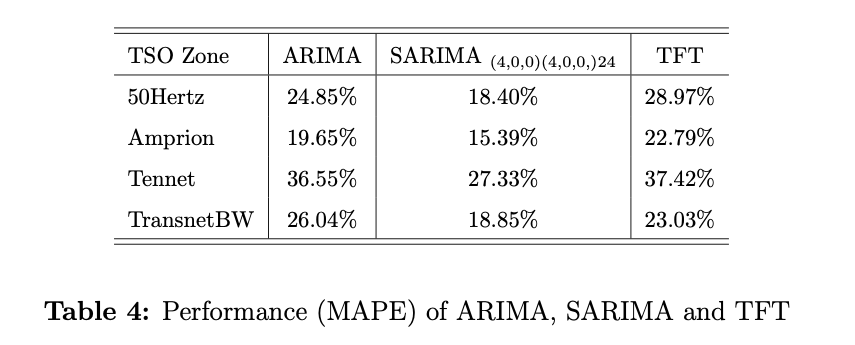 TSO Zone ARIMA SARIMA (4,0,0)(4,0,0,)24 TFT
50Hertz 24.85% 18.40% 28.97%
Amprion 19.65% 15.39% 22.79%
Tennet 36.55% 27.33% 37.42%
TransnetBW 26.04% 18.85% 23.03%
Table 4: Performance (MAPE) of ARIMA, SARIMA and TFT